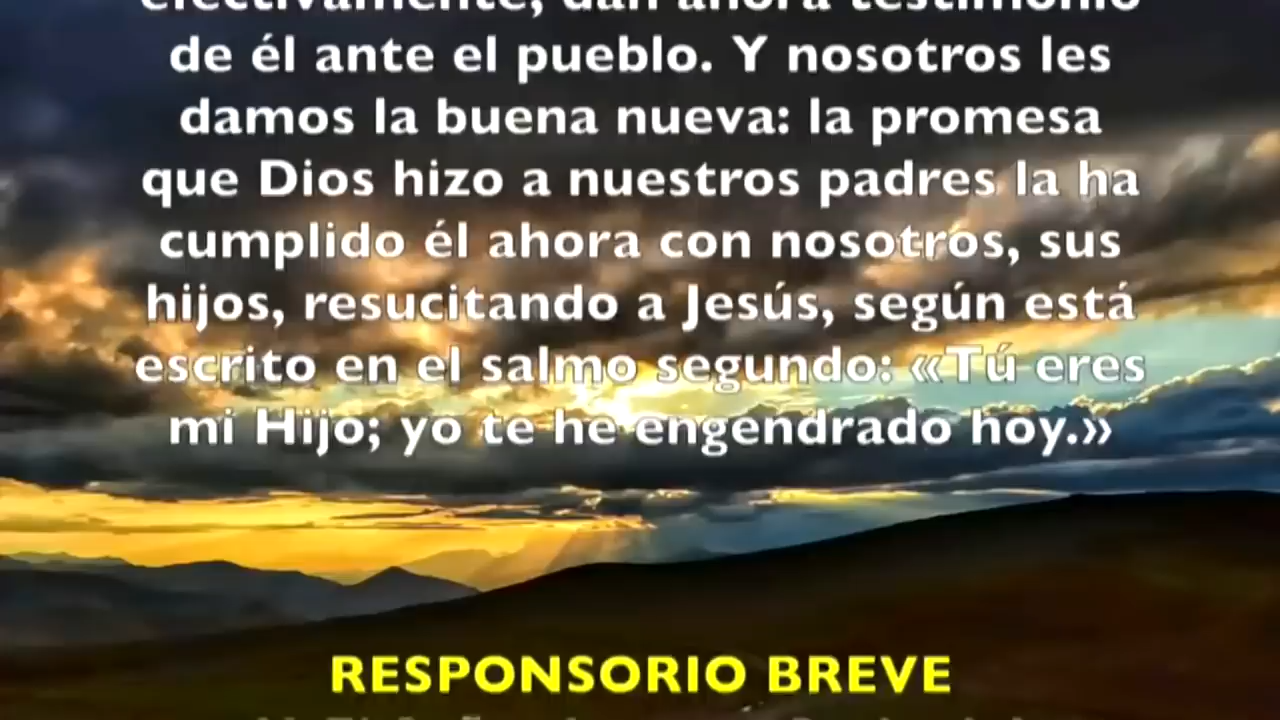 efectivamente, dan ahora testimonio
de él ante el pueblo. Y nosotros les
damos la buena nueva: la promesa
que Dios hizo a nuestros padres la ha
cumplido él ahora con nosotros, sus
hijos, resucitando a Jesús, según está
escrito en el salmo segundo: «Tú eres
mi Hijo; yo te he engendrado hoy.»
RESPONSORIO BREVE